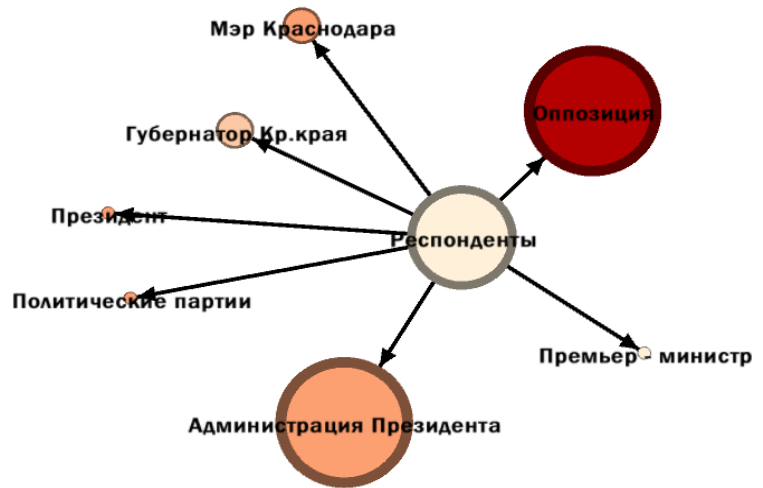 Мэр Краснодара
Оппозиция
Губернатор Кр.края
Президент
Респонденты
Политические партии
Премьер - министр
Администрация Президента